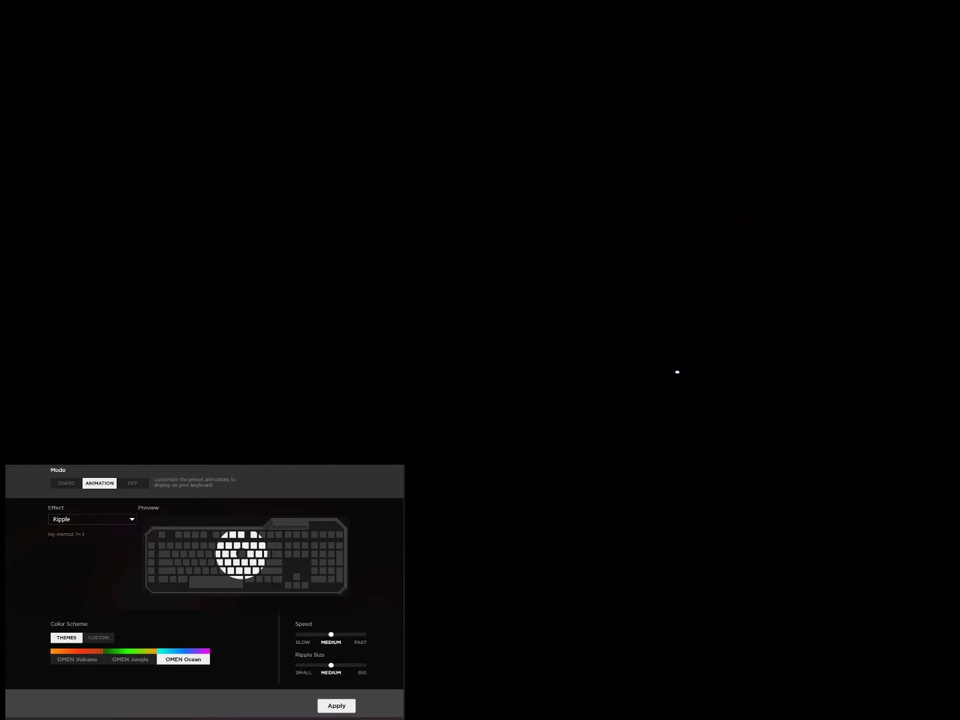 Mode
STATIC ANIMATION OFF
Customize the preset animations to
display on your keyboard.
Effect Preview
Ripple
Color Scheme
THEMES CUSTOM
OMEN Volcano OMEN Jungle OMEN Ocean
Speed
SLOW MEDIUM FAST
Ripple Size
SMALL MEDIUM BIG
Apply